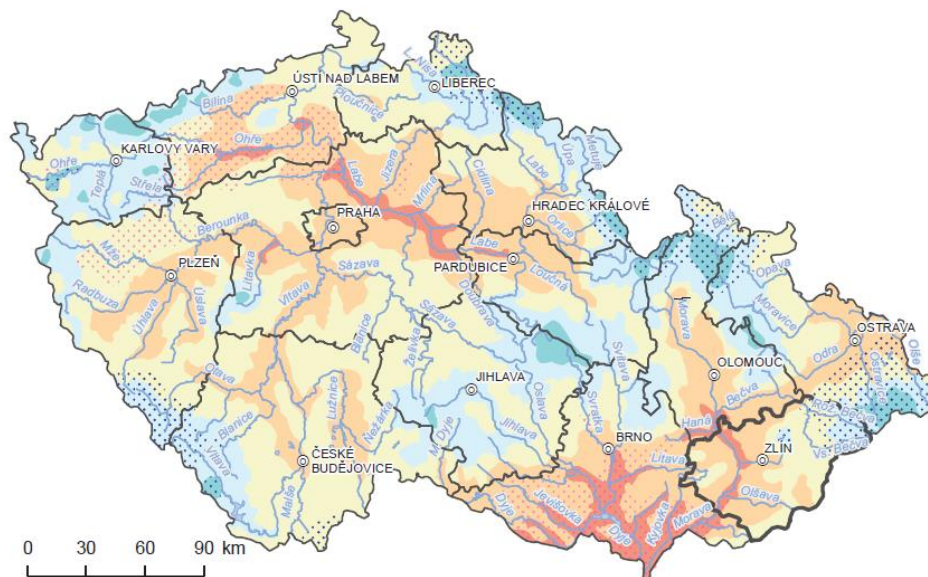 L. Nisa
ÚSTÍ NAD LABEM
LIBEREC
Bílina
Ploučnice
Ohře
KARLOVY VARY
Ohře
Teplá
Střela
Labe
Jizera
Mrlina
Cidlina
Labe
Úpa
Metuje
HRADEC KRÁLOVÉ
Orlice
PRAHA
Berounka
Mže
PLZEŇ
Radbuza
Úhlava
Úslava
Litavka
Vltava
Sázava
Labe
PARDUBICE
Loučná
Doubrava
Bělá
Opava
Moravice
OSTRAVA
Odra
Olše
Ostravice
Morava
OLOMOUC
Bečva
Sázava
Želivka
Blanice
Svitava
JIHLAVA
Oslava
Svratka
Jihlava
M. Dyje
Otava
Blanice
Lužnice
Nežárka
Vltava
ČESKÉ
BUDĚJOVICE
Malše
BRNO
Haná
Litava
Rož. Bečva
Vs. Bečva
ZLÍN
Olšava
Dyje
Jevišovka
Dyje
Kyjovka
Morava
0 30 60 90 km